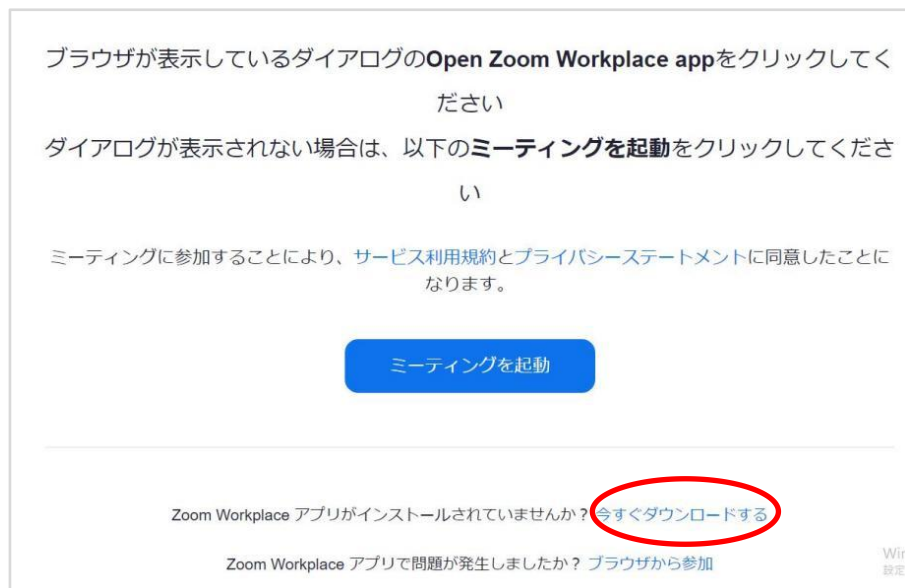 ブラウザが表示しているダイアログのOpen Zoom Workplace appをクリックしてく
ださい
ダイアログが表示されない場合は、以下のミーティングを起動をクリックしてくださ
い
ミーティングに参加することにより、サービス利用規約とプライバシーステートメントに同意したことに
なります。
ミーティングを起動
Zoom Workplace アプリがインストールされていませんか？今すぐダウンロードする
Zoom Workplace アプリで問題が発生しましたか？ ブラウザから参加
Win
設定